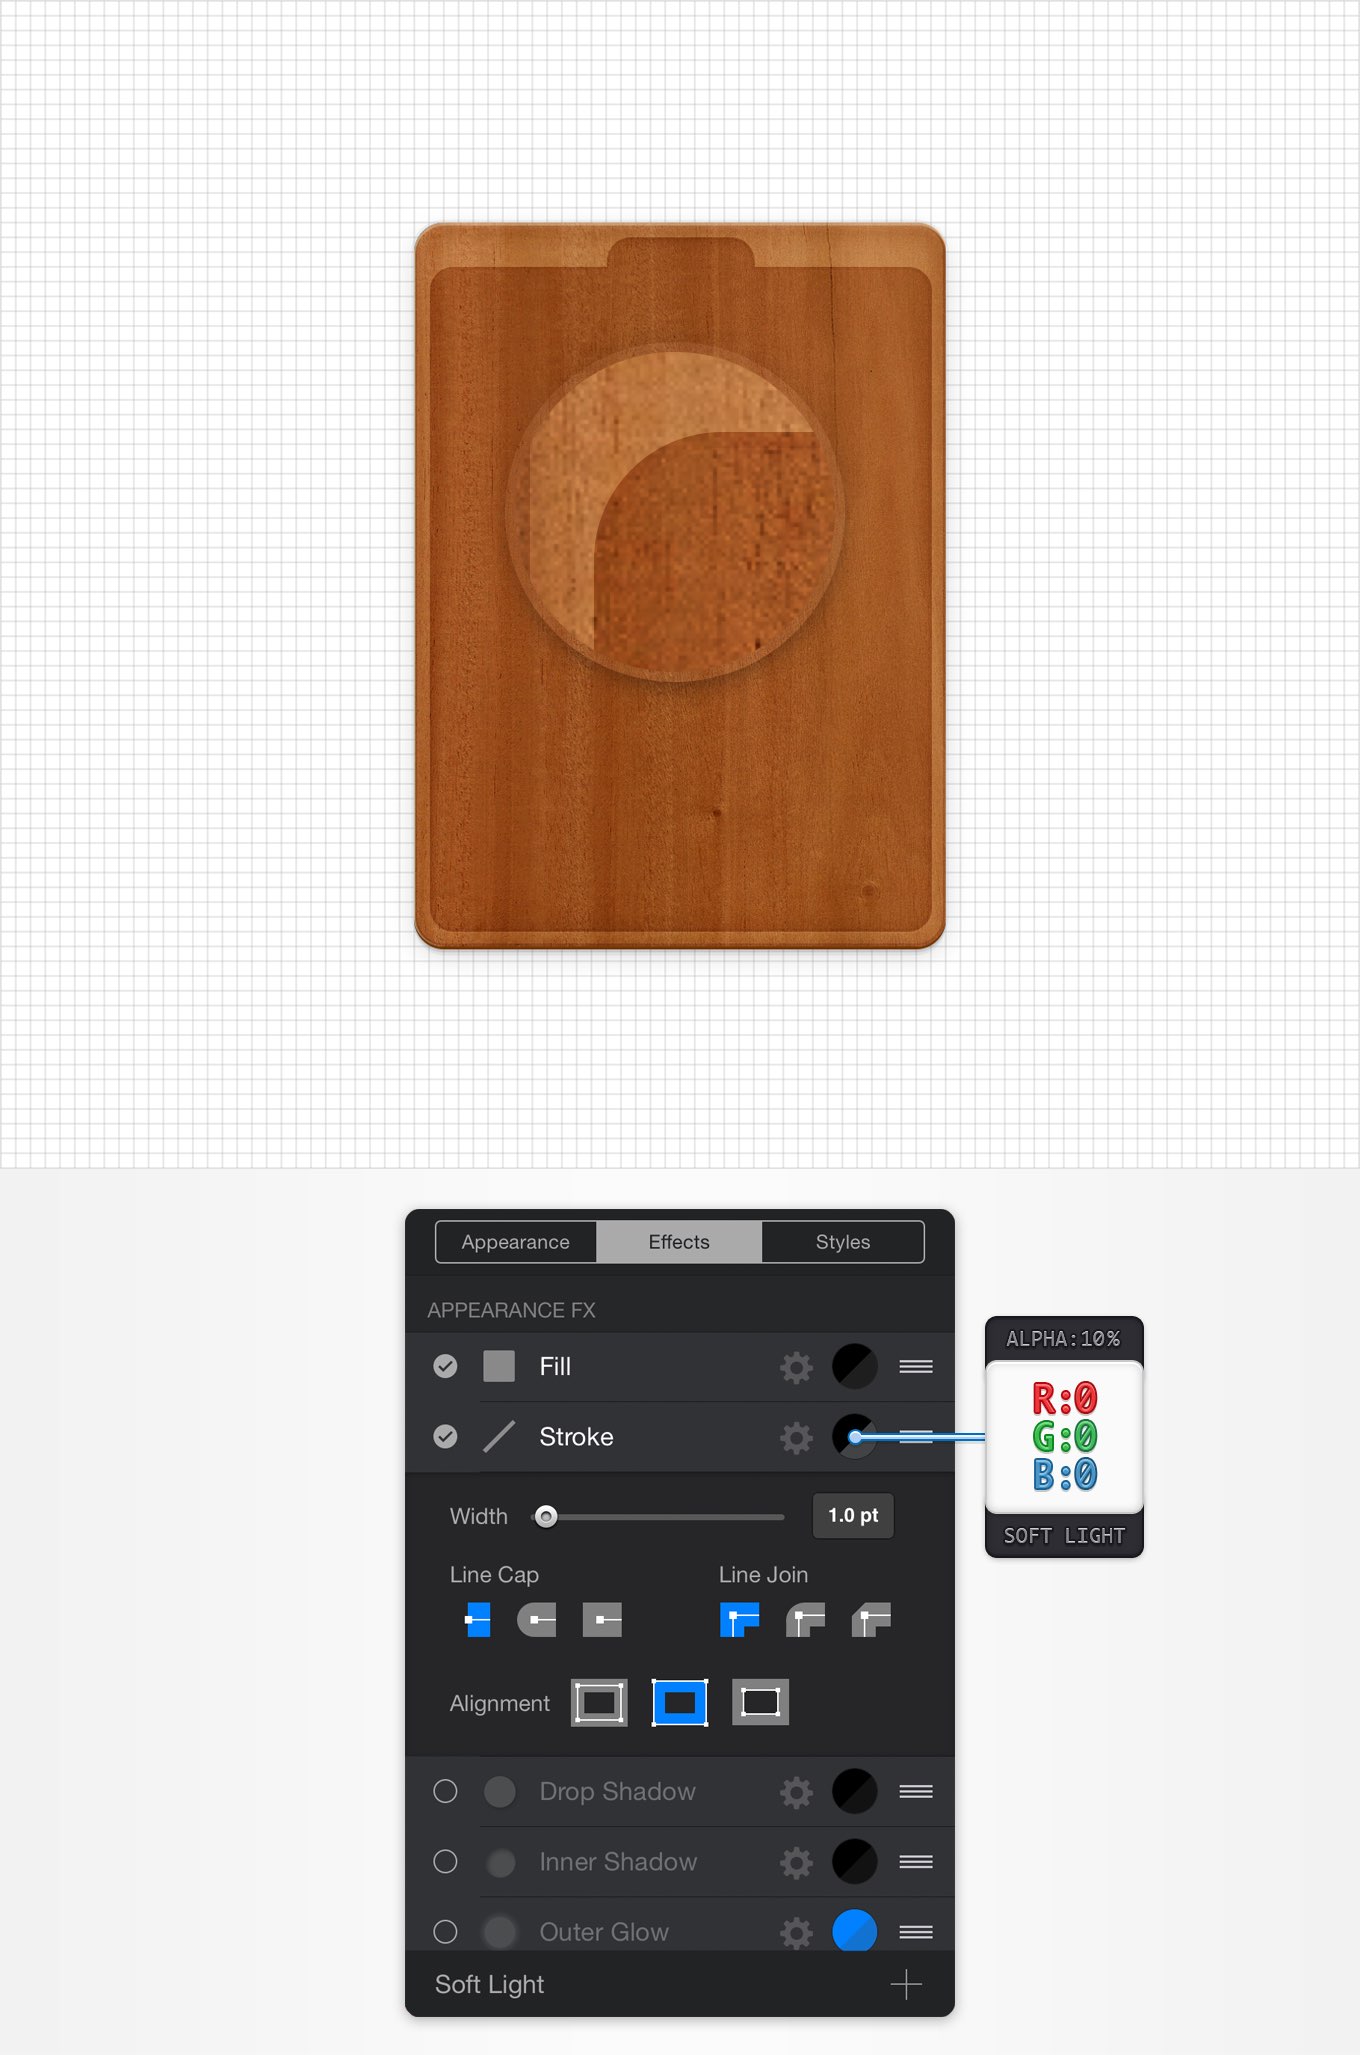 Appearance
Effects
Styles
APPEARANCE FX
Fill
Stroke
ALPHA:10%
R:0
G:0
B:0
SOFT LIGHT
Width
1.0 pt
Line Cap
Line Join
Alignment
Drop Shadow
Inner Shadow
Outer Glow
Soft Light